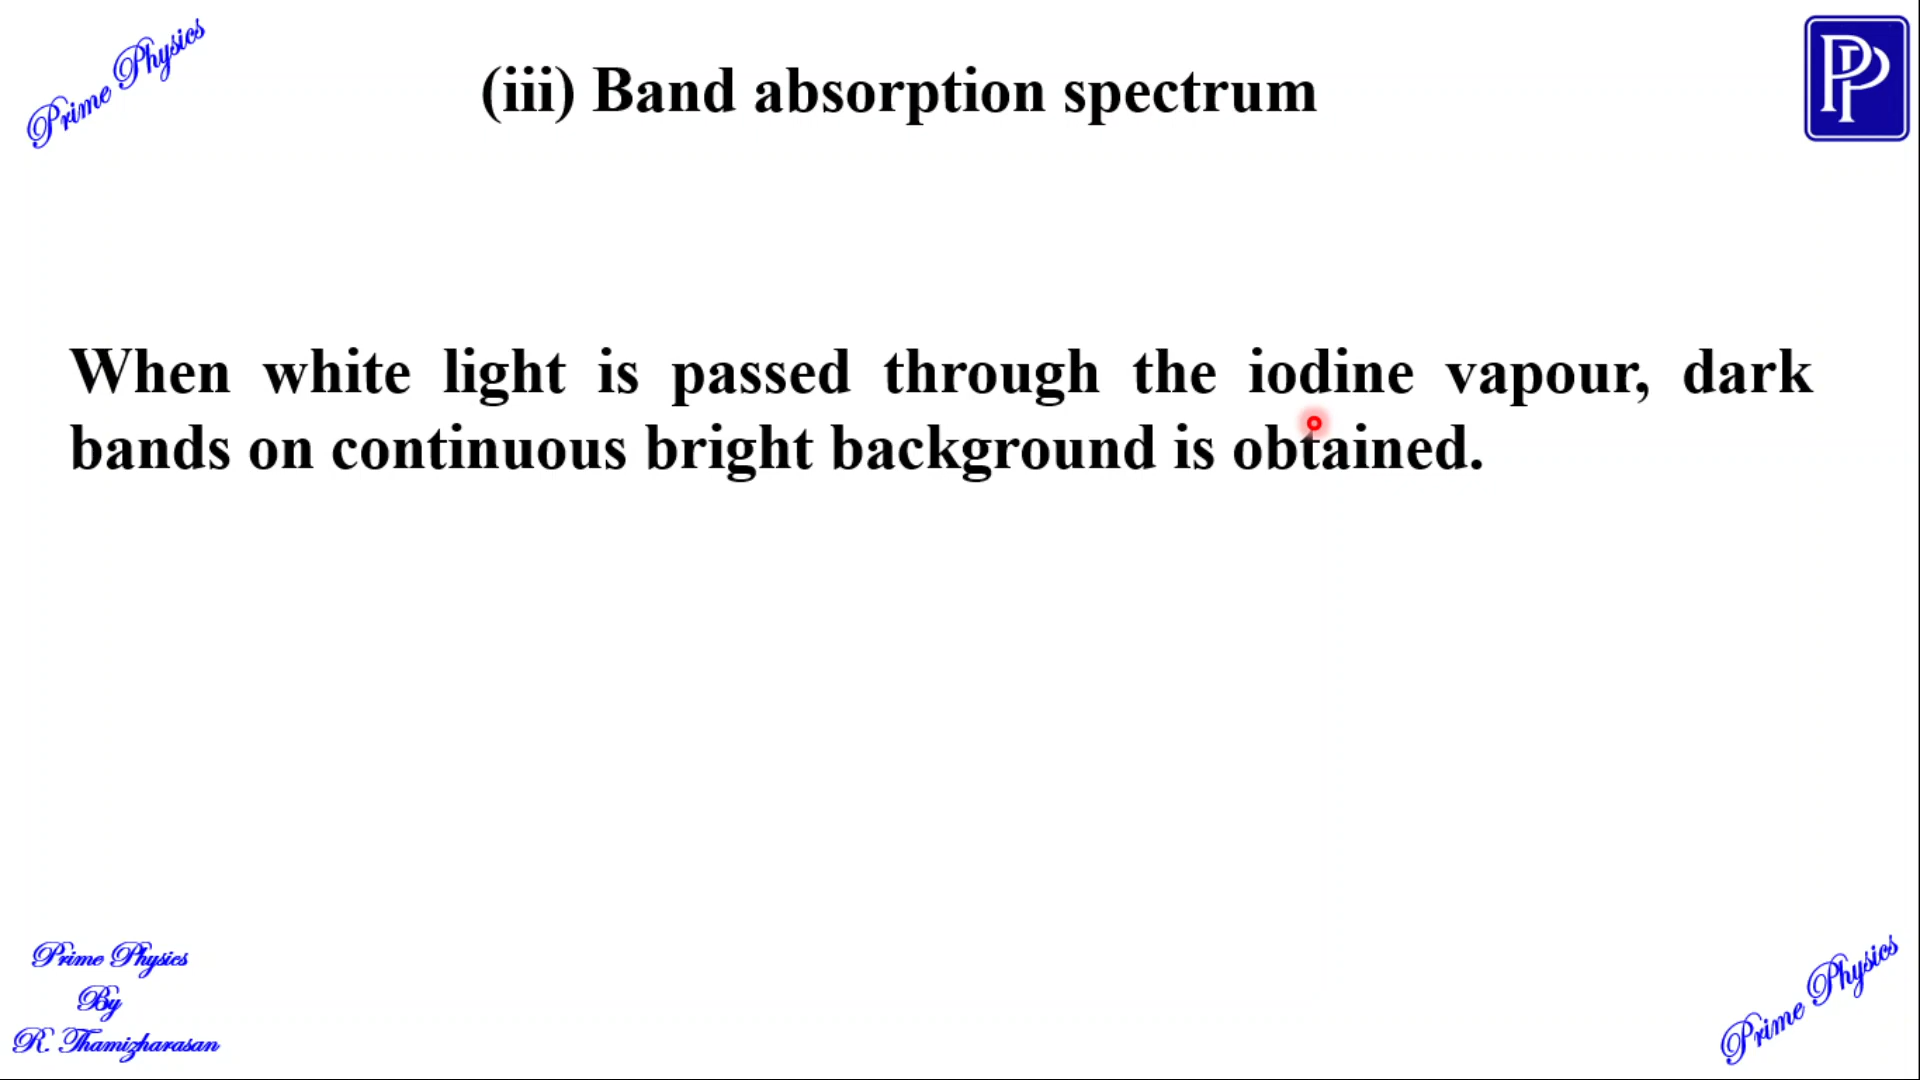 Prime Physics
(iii) Band absorption spectrum
PP
When white light is passed through the iodine vapour, dark
bands on continuous bright background is obtained.
Prime Physics
By
R. Thamizharasan
Prime Physics